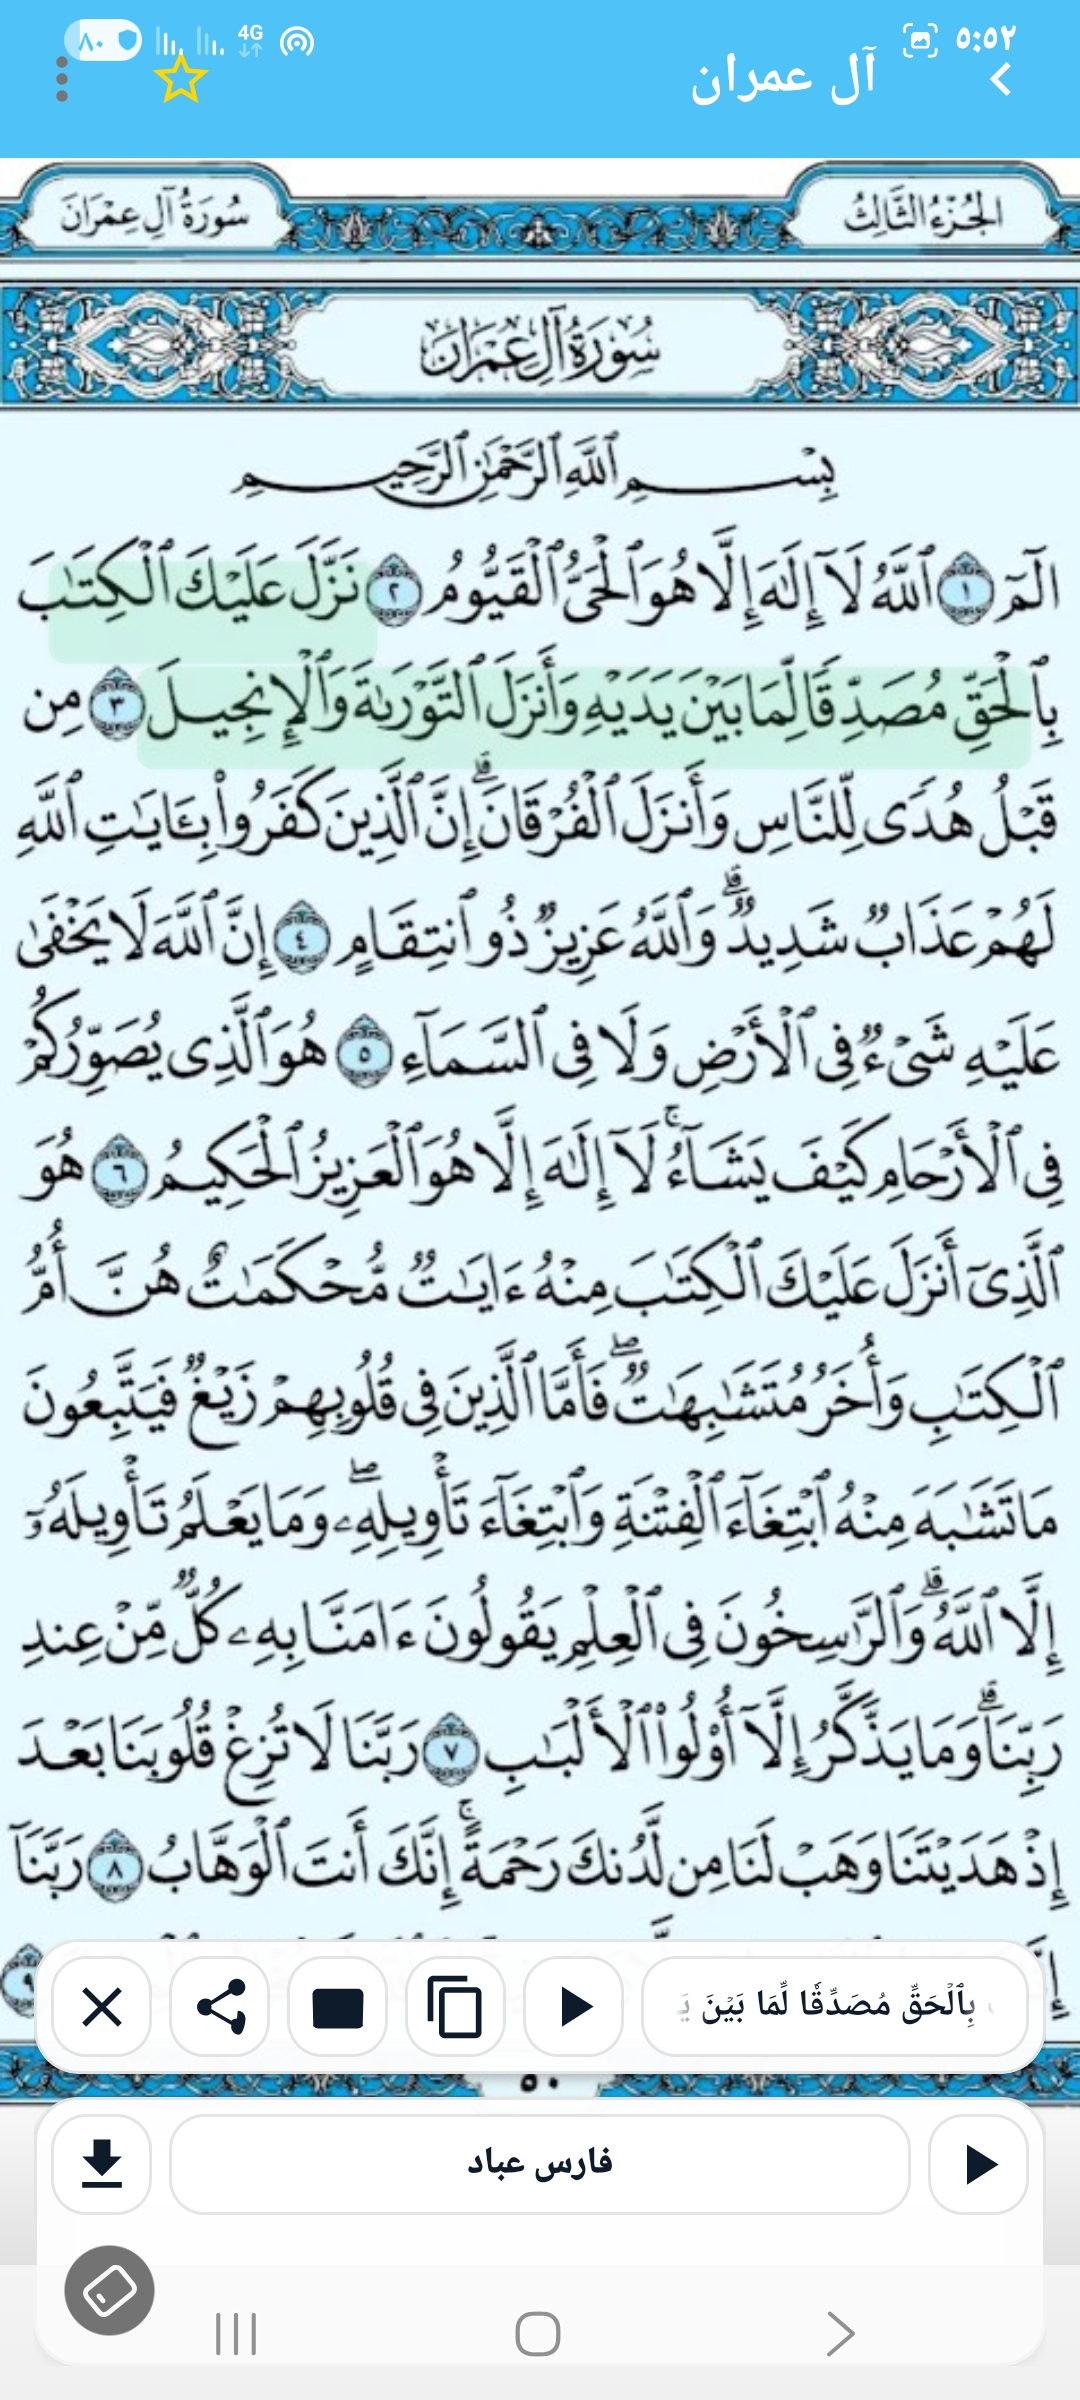 ٥:٥٢
4G
٨٠
آل عمران
الجُزْءُ الثَّالِثُ
سُورَةُ آلِ عِمْرَانَ
سُورَةُ آلِ عِمْرَانَ
بِسْمِ ٱللَّهِ ٱلرَّحْمَٰنِ ٱلرَّحِيمِ
الٓمٓ ١ ٱللَّهُ لَآ إِلَٰهَ إِلَّا هُوَ ٱلْحَىُّ ٱلْقَيُّومُ ٢ نَزَّلَ عَلَيْكَ ٱلْكِتَٰبَ
بِٱلْحَقِّ مُصَدِّقًا لِّمَا بَيْنَ يَدَيْهِ وَأَنزَلَ ٱلتَّوْرَىٰةَ وَٱلْإِنجِيلَ ٣ مِن
قَبْلُ هُدًى لِّلنَّاسِ وَأَنزَلَ ٱلْفُرْقَانَ ۗ إِنَّ ٱلَّذِينَ كَفَرُوا۟ بِـَٔايَٰتِ ٱللَّهِ
لَهُمْ عَذَابٌ شَدِيدٌ ۗ وَٱللَّهُ عَزِيزٌ ذُو ٱنتِقَامٍ ٤ إِنَّ ٱللَّهَ لَا يَخْفَىٰ
عَلَيْهِ شَىْءٌ فِى ٱلْأَرْضِ وَلَا فِى ٱلسَّمَآءِ ٥ هُوَ ٱلَّذِى يُصَوِّرُكُمْ
فِى ٱلْأَرْحَامِ كَيْفَ يَشَآءُ ۚ لَآ إِلَٰهَ إِلَّا هُوَ ٱلْعَزِيزُ ٱلْحَكِيمُ ٦ هُوَ
ٱلَّذِىٓ أَنزَلَ عَلَيْكَ ٱلْكِتَٰبَ مِنْهُ ءَايَٰتٌ مُّحْكَمَٰتٌ هُنَّ أُمُّ
ٱلْكِتَٰبِ وَأُخَرُ مُتَشَٰبِهَٰتٌ ۖ فَأَمَّا ٱلَّذِينَ فِى قُلُوبِهِمْ زَيْغٌ فَيَتَّبِعُونَ
مَا تَشَٰبَهَ مِنْهُ ٱبْتِغَآءَ ٱلْفِتْنَةِ وَٱبْتِغَآءَ تَأْوِيلِهِۦ ۖ وَمَا يَعْلَمُ تَأْوِيلَهُۥٓ
إِلَّا ٱللَّهُ ۗ وَٱلرَّٰسِخُونَ فِى ٱلْعِلْمِ يَقُولُونَ ءَامَنَّا بِهِۦ كُلٌّ مِّنْ عِندِ
رَبِّنَا ۗ وَمَا يَذَّكَّرُ إِلَّآ أُو۟لُوا۟ ٱلْأَلْبَٰبِ ٧ رَبَّنَا لَا تُزِغْ قُلُوبَنَا بَعْدَ
إِذْ هَدَيْتَنَا وَهَبْ لَنَا مِن لَّدُنكَ رَحْمَةً ۚ إِنَّكَ أَنتَ ٱلْوَهَّابُ ٨ رَبَّنَآ
٩
بِٱلْحَقِّ مُصَدِّقًا لِّمَا بَيْنَ
٥٠
فارس عباد